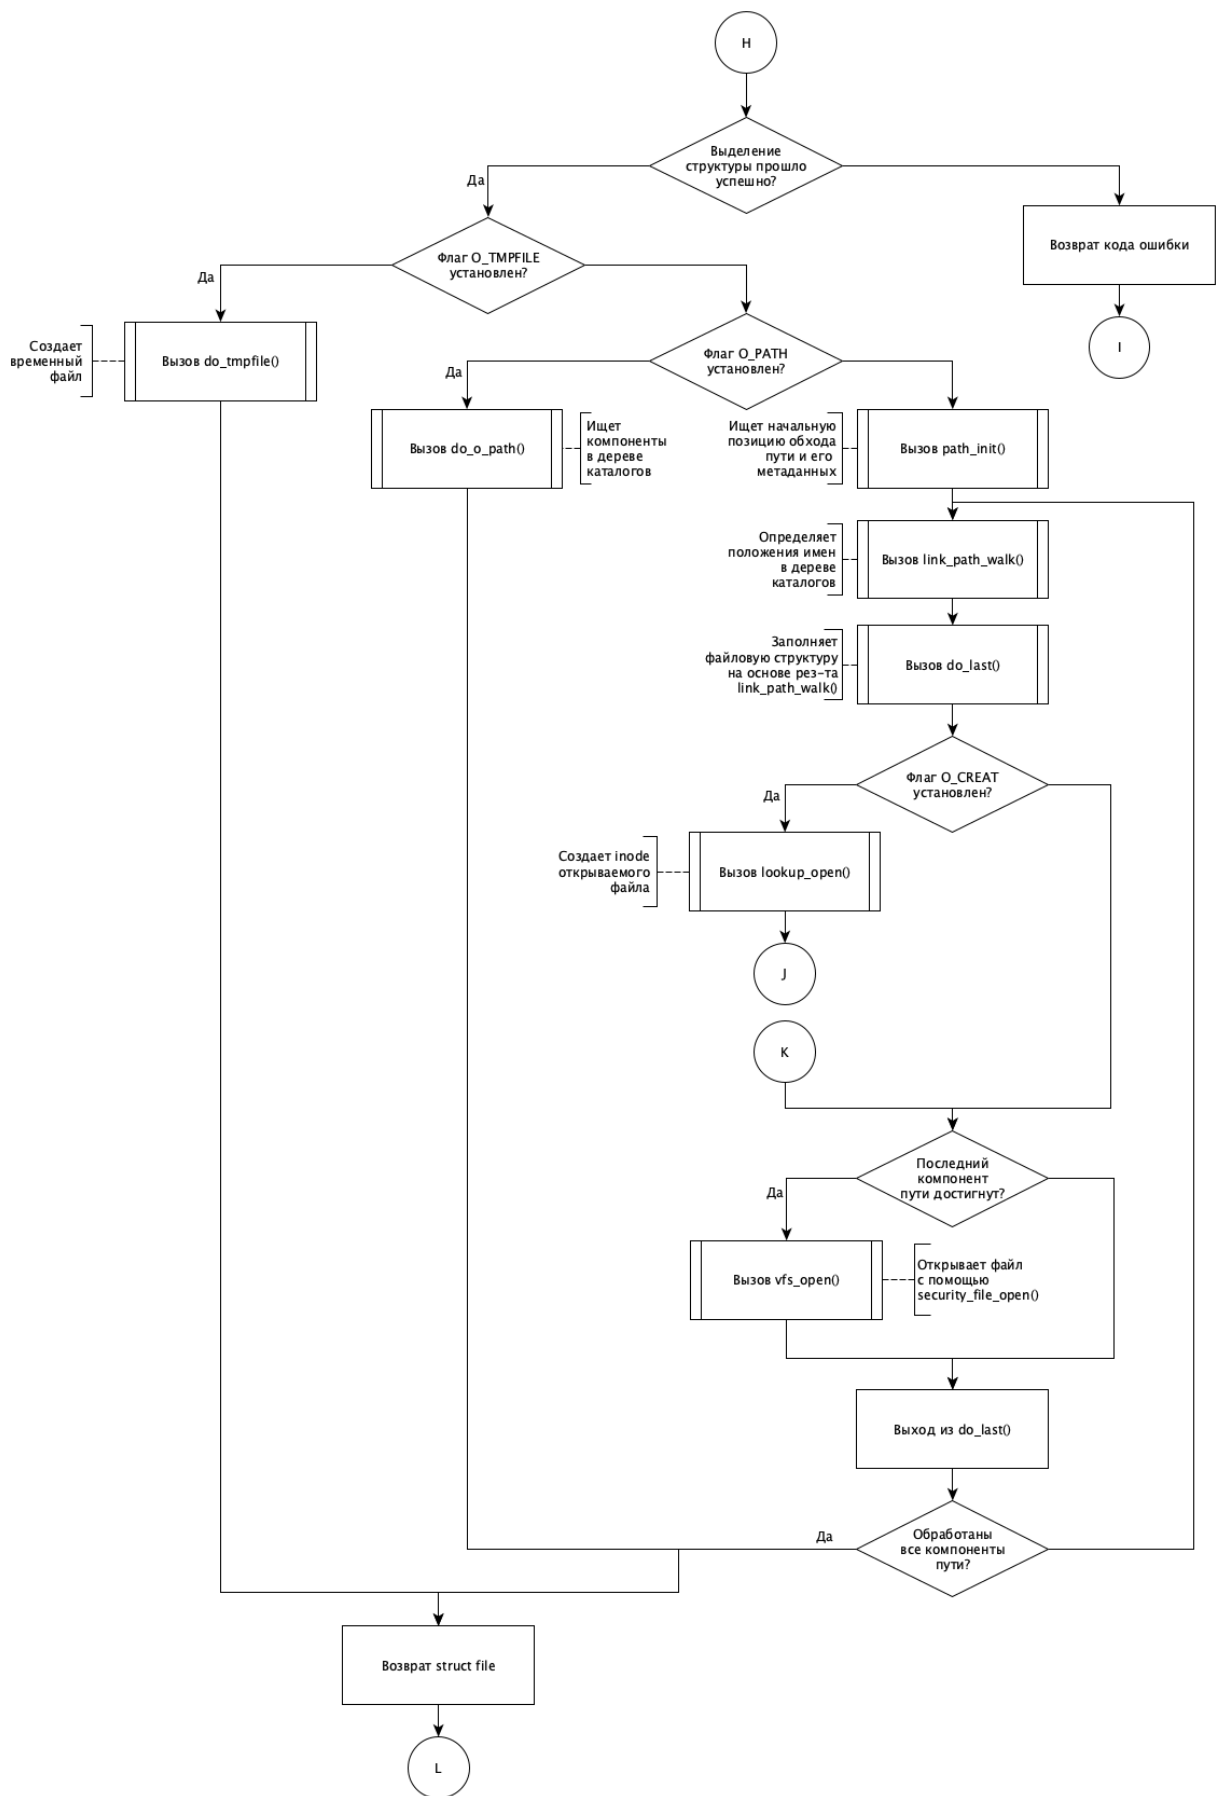 H
Выделение
структуры прошло
успешно?
Да
Возврат кода ошибки
I
Флаг O_TMPFILE
установлен?
Да
Создает
временный
файл
Вызов do_tmpfile()
Флаг O_PATH
установлен?
Да
Вызов do_o_path()
Ищет
компоненты
в дереве
каталогов
Ищет начальную
позицию обхода
пути и его
метаданных
Вызов path_init()
Определяет
положения имен
в дереве
каталогов
Вызов link_path_walk()
Заполняет
файловую структуру
на основе рез-та
link_path_walk()
Вызов do_last()
Флаг O_CREAT
установлен?
Да
Создает inode
открываемого
файла
Вызов lookup_open()
J
K
Последний
компонент
пути достигнут?
Да
Вызов vfs_open()
Открывает файл
с помощью
security_file_open()
Выход из do_last()
Обработаны
все компоненты
пути?
Да
Возврат struct file
L